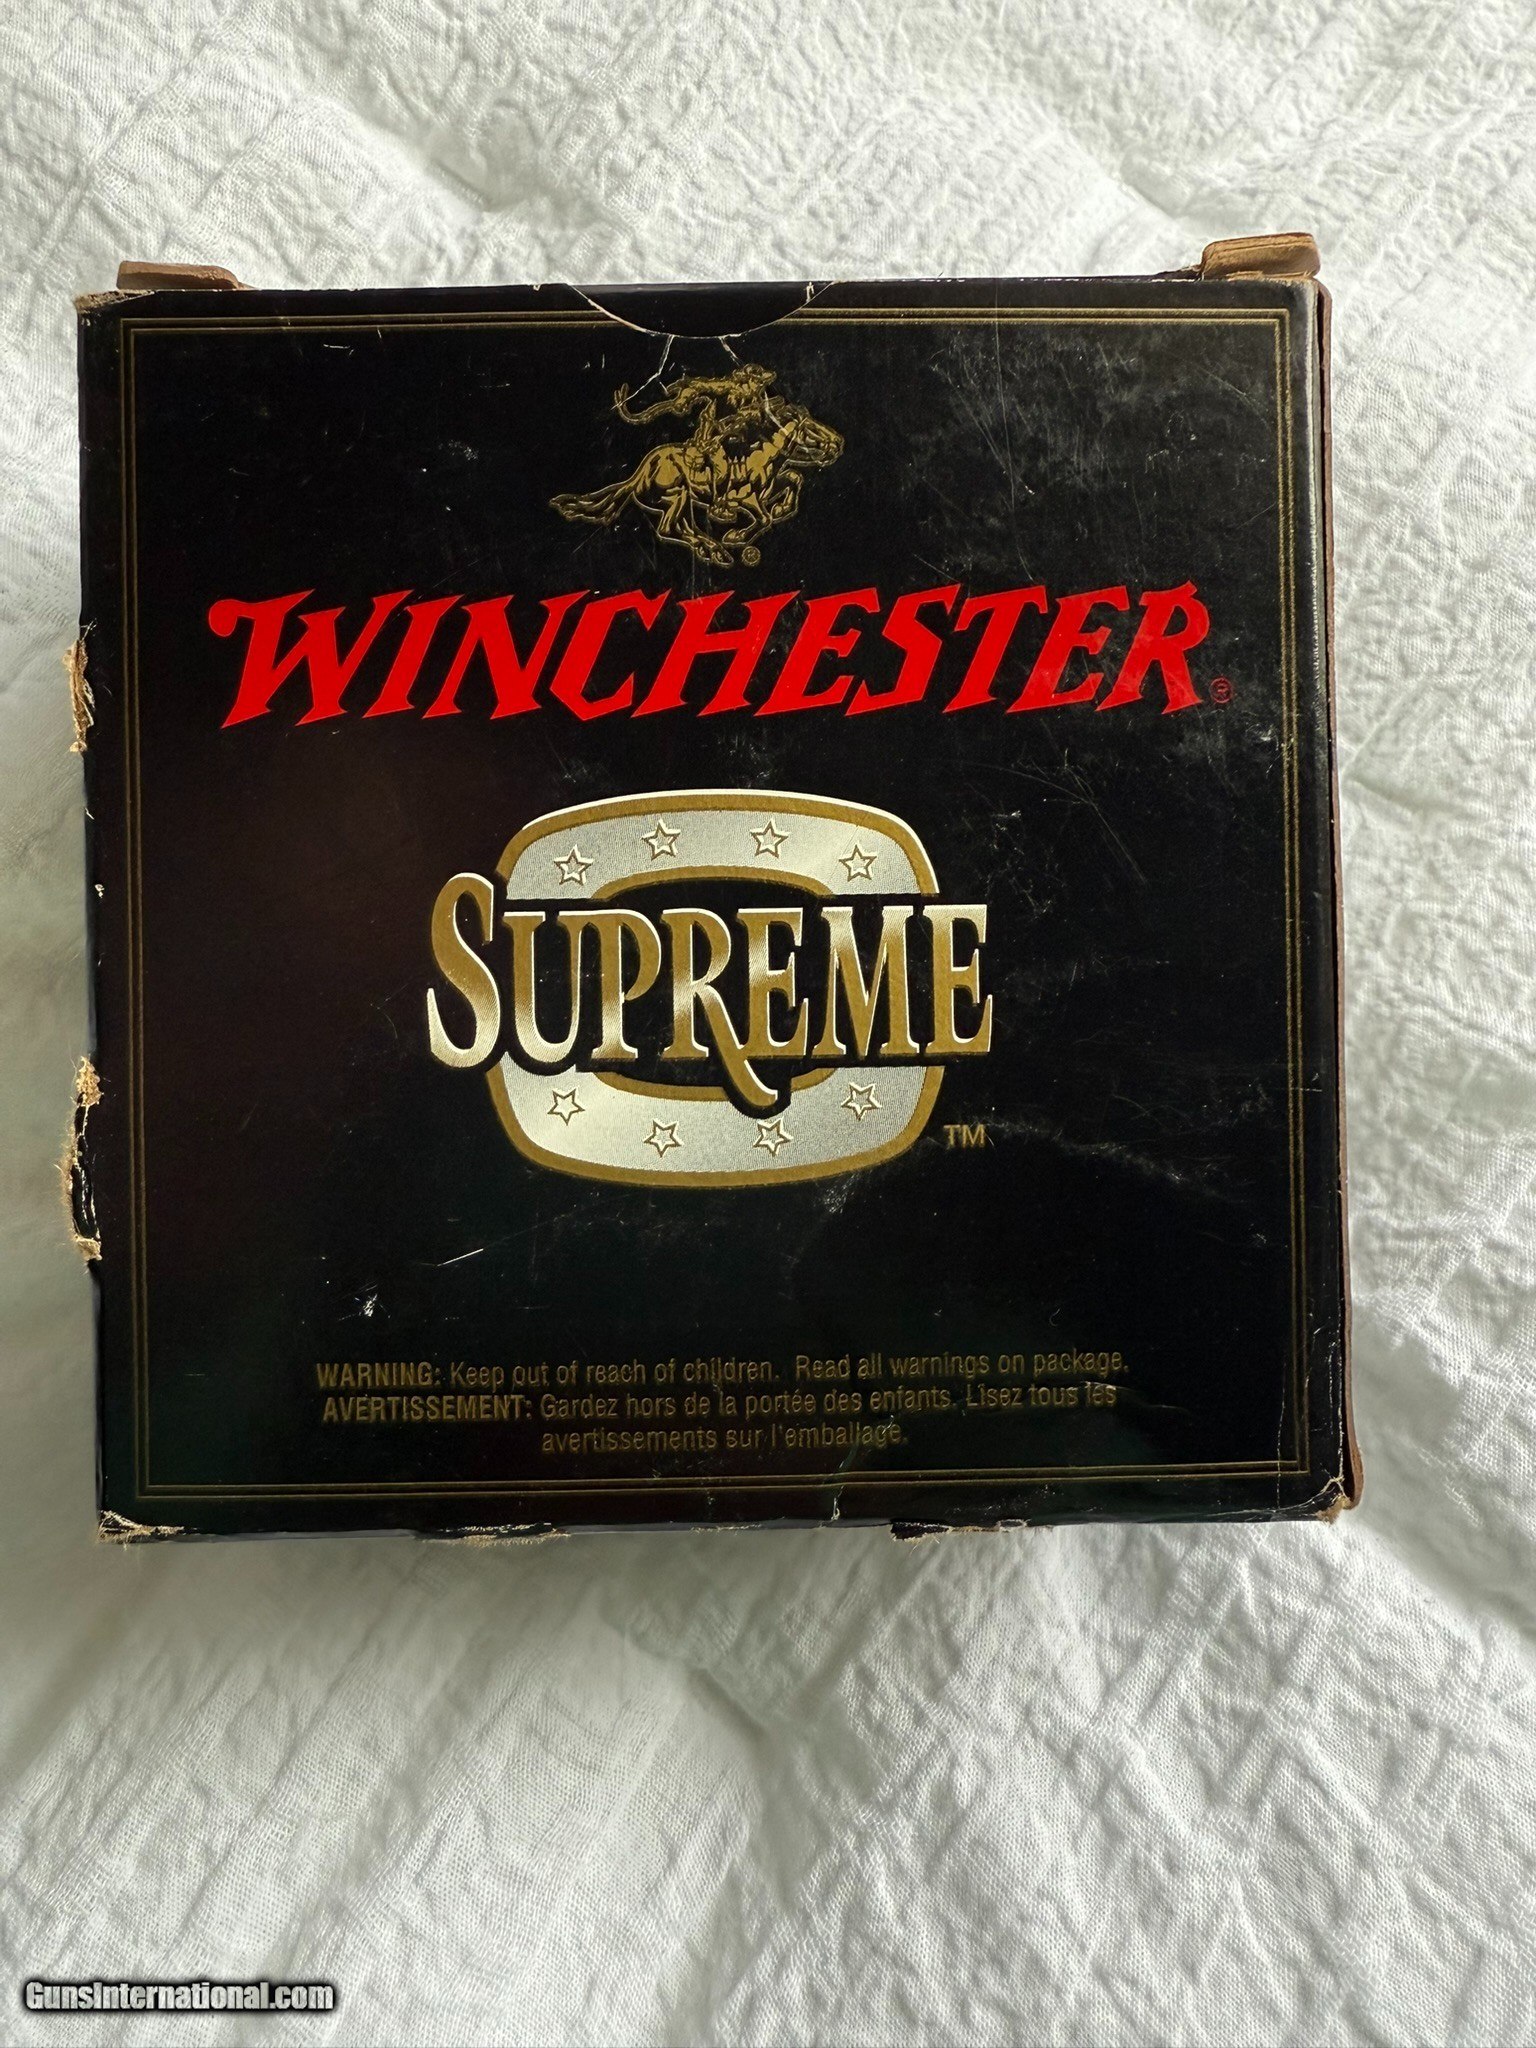 WINCHESTER®
SUPREME
TM
WARNING: Keep out of reach of children. Read all warnings on package.
AVERTISSEMENT: Gardez hors de la portée des enfants. Lisez tous les
avertissements sur l'emballage.
GunsInternational.com